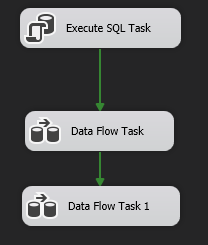 Execute SQL Task
Data Flow Task
Data Flow Task 1